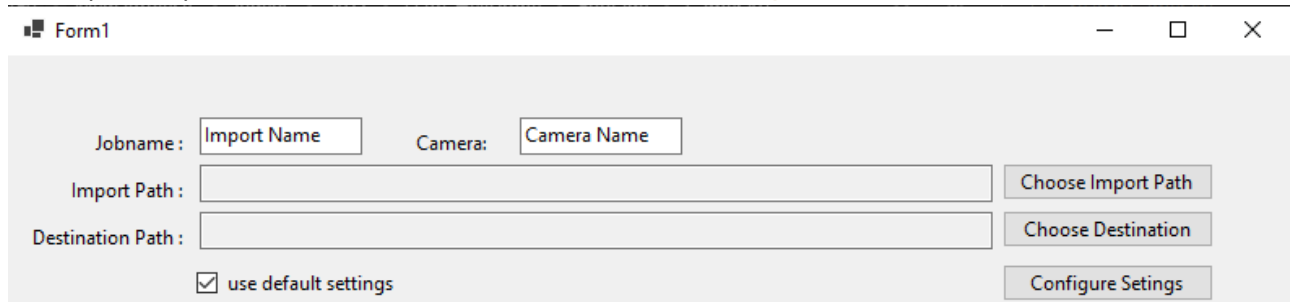 Form1
Jobname : Import Name Camera: Camera Name
Import Path : Choose Import Path
Destination Path : Choose Destination
use default settings Configure Setings